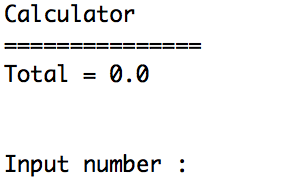 Calculator
===============
Total = 0.0
Input number :